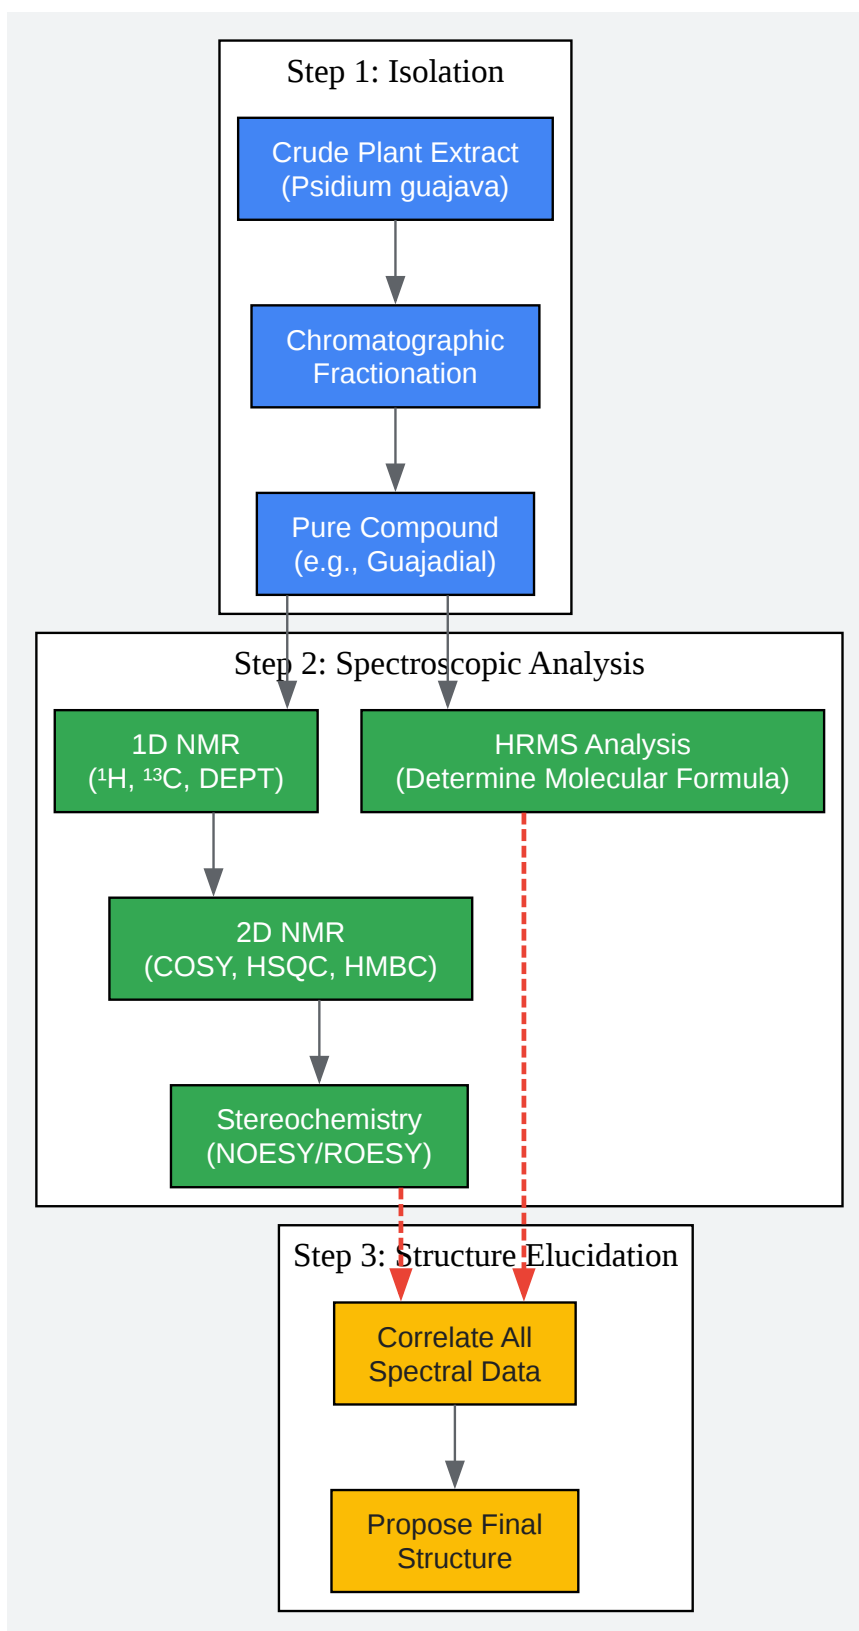 Step 1: Isolation
Crude Plant Extract
(Psidium guajava)
Chromatographic
Fractionation
Pure Compound
(e.g., Guajadial)
Step 2: Spectroscopic Analysis
1D NMR
(¹H, ¹³C, DEPT)
HRMS Analysis
(Determine Molecular Formula)
2D NMR
(COSY, HSQC, HMBC)
Stereochemistry
(NOESY/ROESY)
Step 3: Structure Elucidation
Correlate All
Spectral Data
Propose Final
Structure